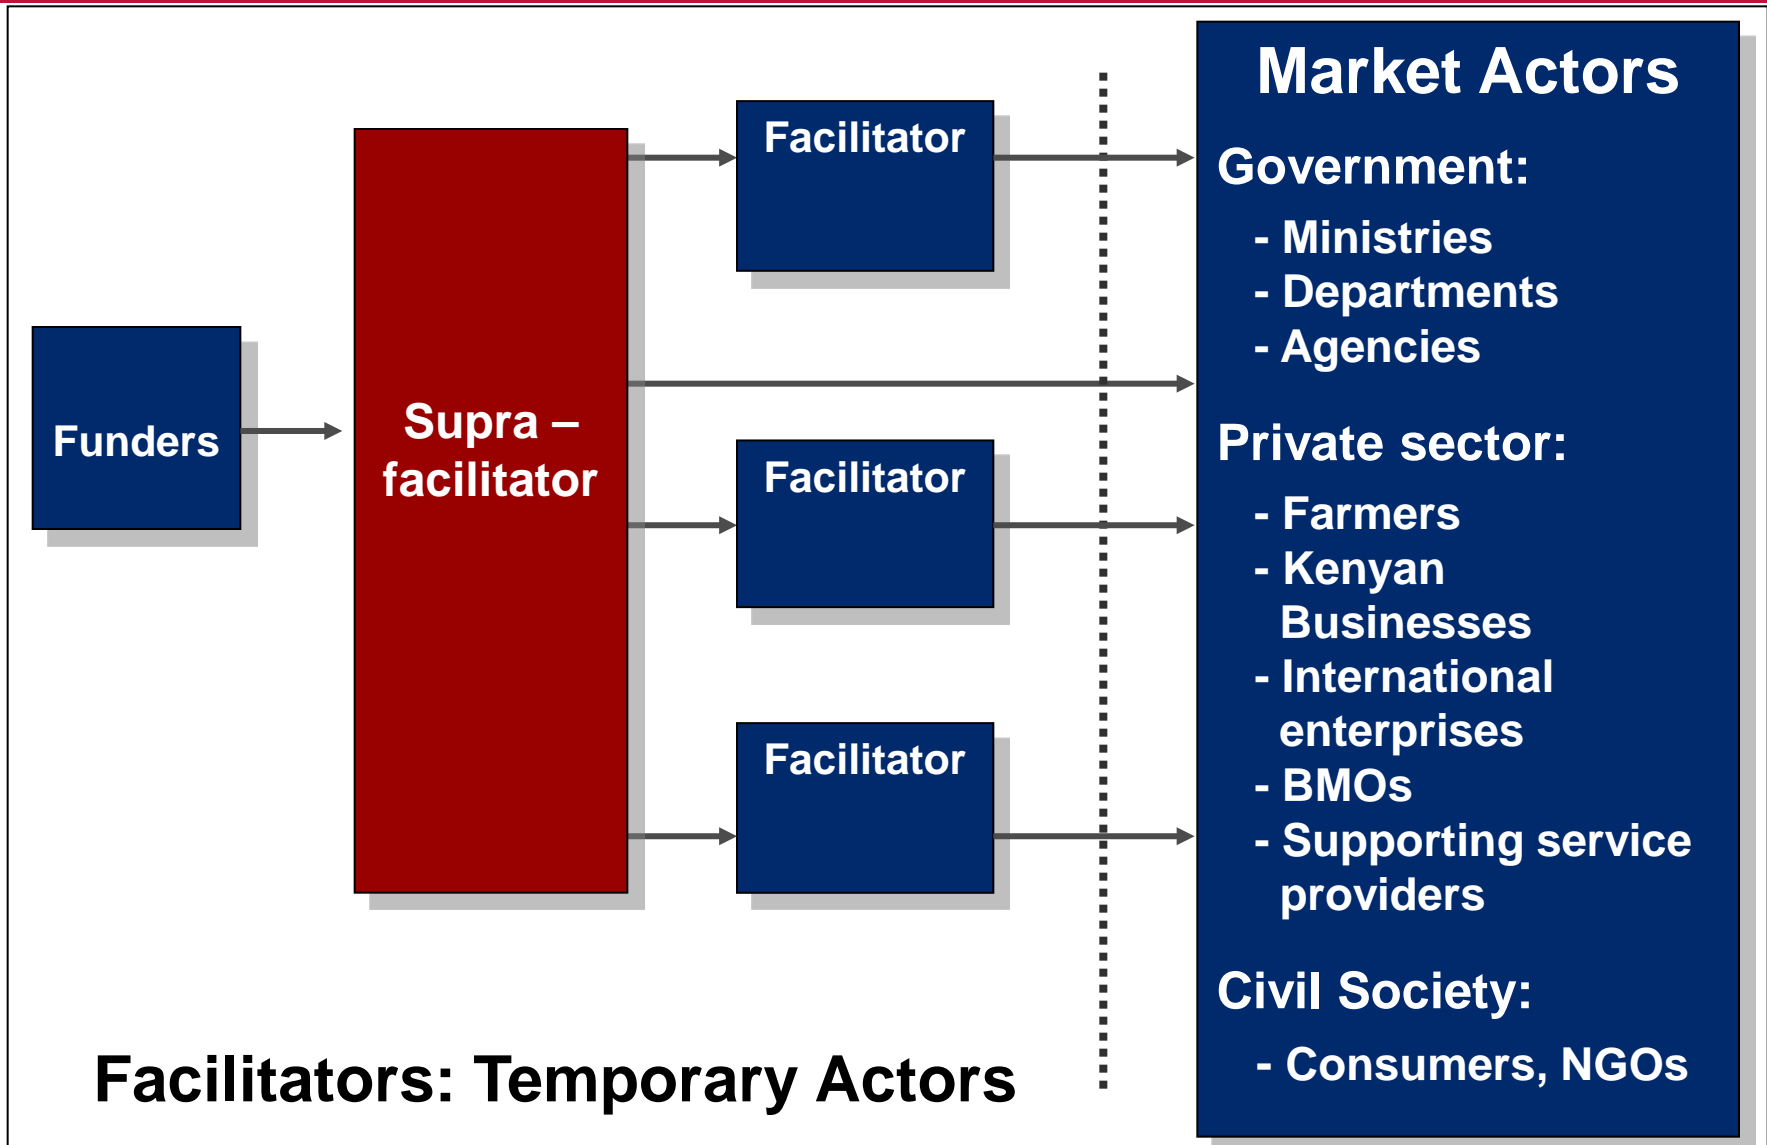 Funders
Supra –
facilitator
Facilitator
Facilitator
Facilitator
Facilitators: Temporary Actors
Market Actors
Government:
- Ministries
- Departments
- Agencies
Private sector:
- Farmers
- Kenyan
Businesses
- International
enterprises
- BMOs
- Supporting service
providers
Civil Society:
- Consumers, NGOs